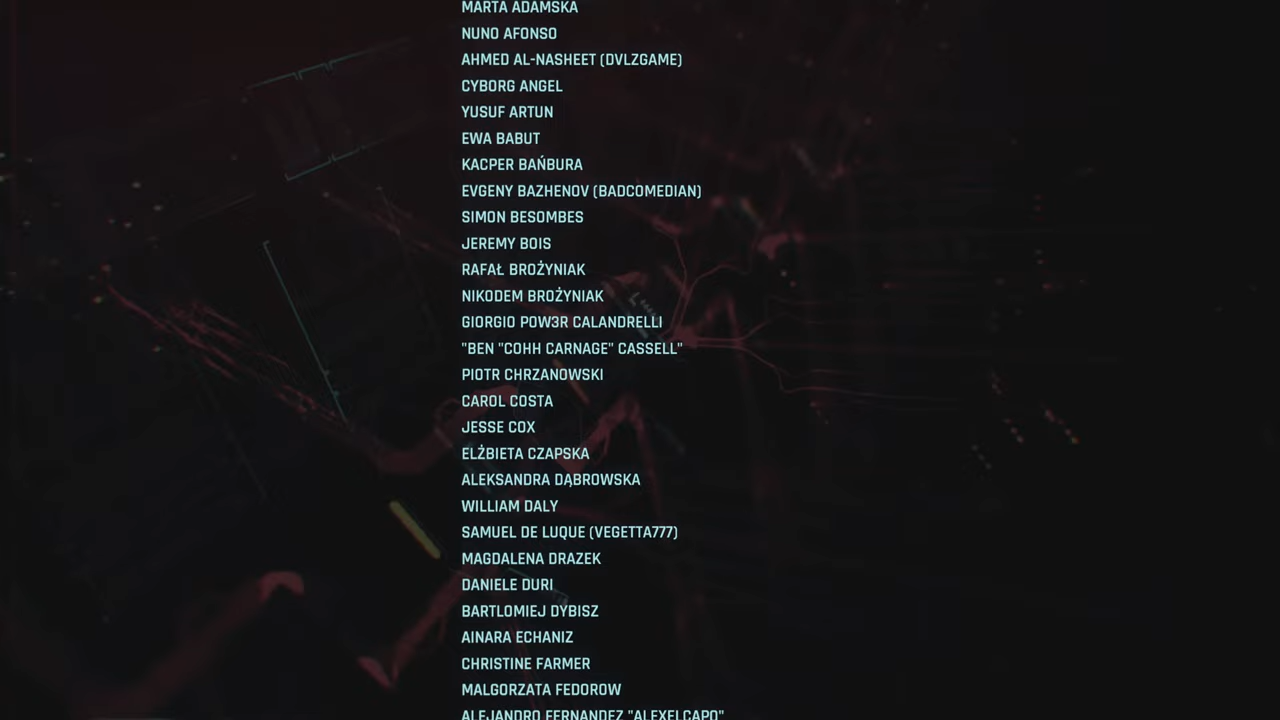 MARTA ADAMSKA
NUNO AFONSO
AHMED AL-NASHEET (DVLZGAME)
CYBORG ANGEL
YUSUF ARTUN
EWA BABUT
KACPER BAŃBURA
EVGENY BAZHENOV (BADCOMEDIAN)
SIMON BESOMBES
JEREMY BOIS
RAFAŁ BROŻYNIAK
NIKODEM BROŻYNIAK
GIORGIO POW3R CALANDRELLI
"BEN "COHH CARNAGE" CASSELL"
PIOTR CHRZANOWSKI
CAROL COSTA
JESSE COX
ELŻBIETA CZAPSKA
ALEKSANDRA DĄBROWSKA
WILLIAM DALY
SAMUEL DE LUQUE (VEGETTA777)
MAGDALENA DRAZEK
DANIELE DURI
BARTLOMIEJ DYBISZ
AINARA ECHANIZ
CHRISTINE FARMER
MALGORZATA FEDOROW
ALEJANDRO FERNANDEZ "ALEXELCAPO"